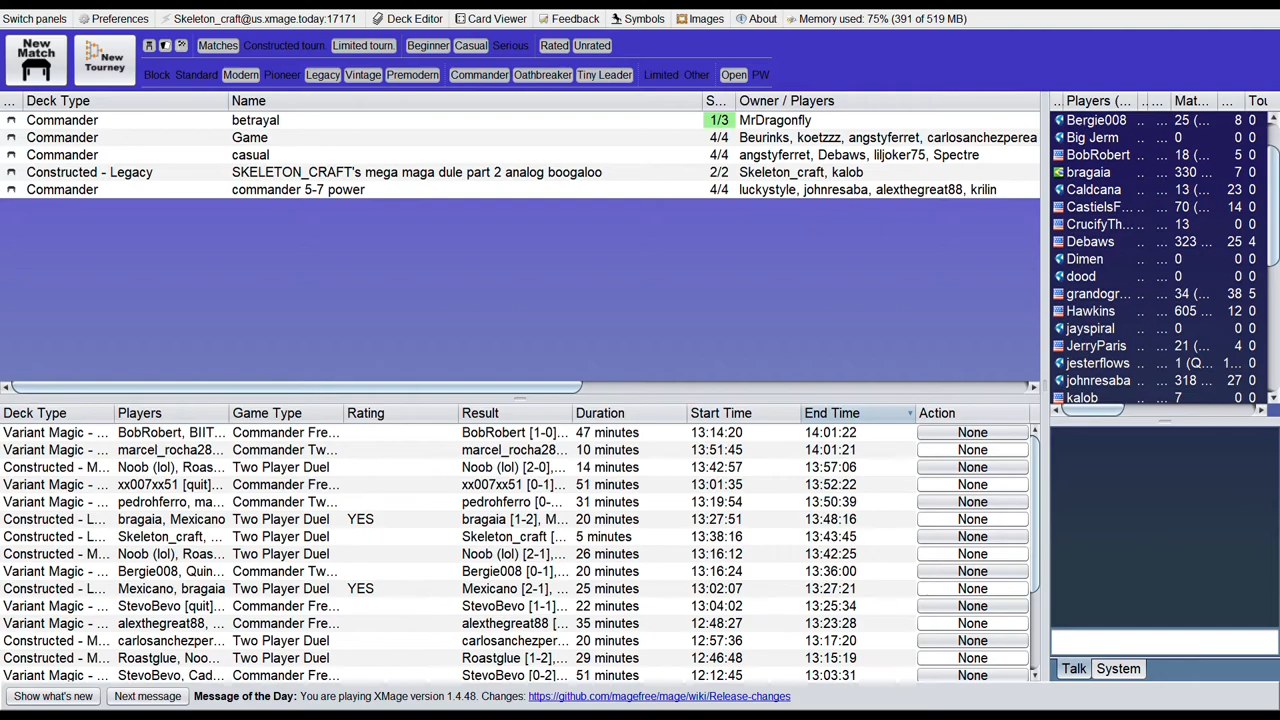 Switch panels Preferences Skeleton_craft@us.xmage.today:17171 Deck Editor Card Viewer Feedback Symbols Images About Memory used: 75% (391 of 519 MB)
New Match New Tourney Matches Constructed tourn. Limited tourn. Beginner Casual Serious Rated Unrated
Block Standard Modern Pioneer Legacy Vintage Premodern Commander Oathbreaker Tiny Leader Limited Other Open PW
... Deck Type Name S... Owner / Players
Commander betrayal 1/3 MrDragonfly
Commander Game 4/4 Beurinks, koetzzz, angstyferret, carlosanchezperea
Commander casual 4/4 angstyferret, Debaws, liljoker75, Spectre
Constructed - Legacy SKELETON_CRAFT's mega maga dule part 2 analog boogaloo 2/2 Skeleton_craft, kalob
Commander commander 5-7 power 4/4 luckystyle, johnresaba, alexthegreat88, krilin
... Players (... ... ... Mat... ... Tou
Bergie008 .. ... 25 (... 8 0
Big Jerm .. ... 0 0 0
BobRobert .. ... 18 (... 5 0
bragaia .. ... 330 ... 7 0
Caldcana .. ... 13 (... 23 0
CastielsF... .. ... 70 (... 14 0
CrucifyTh... .. ... 13 0 0
Debaws .. ... 323 ... 25 4
Dimen .. ... 0 0 0
dood .. ... 0 0 0
grandogr... .. ... 34 (... 38 5
Hawkins .. ... 605 ... 12 0
jayspiral .. ... 0 0 0
JerryParis .. ... 21 (... 4 0
jesterflows .. ... 1 (Q... 1... 0
johnresaba .. ... 318 ... 27 0
kalob .. ... 7 0 0
Deck Type Players Game Type Rating Result Duration Start Time End Time Action
Variant Magic - ... BobRobert, BIIT... Commander Fre... BobRobert [1-0]... 47 minutes 13:14:20 14:01:22 None
Variant Magic - ... marcel_rocha28... Commander Tw... marcel_rocha28... 10 minutes 13:51:45 14:01:21 None
Constructed - M... Noob (lol), Roas... Two Player Duel Noob (lol) [2-0],... 14 minutes 13:42:57 13:57:06 None
Variant Magic - ... xx007xx51 [quit]... Commander Fre... xx007xx51 [0-1]... 51 minutes 13:01:35 13:52:22 None
Variant Magic - ... pedrohferro, ma... Commander Tw... pedrohferro [0-... 31 minutes 13:19:54 13:50:39 None
Constructed - L... bragaia, Mexicano Two Player Duel YES bragaia [1-2], M... 20 minutes 13:27:51 13:48:16 None
Constructed - L... Skeleton_craft, ... Two Player Duel Skeleton_craft [... 5 minutes 13:38:16 13:43:45 None
Constructed - M... Noob (lol), Roas... Two Player Duel Noob (lol) [2-1],... 26 minutes 13:16:12 13:42:25 None
Variant Magic - ... Bergie008, Quin... Commander Tw... Bergie008 [0-1],... 20 minutes 13:16:24 13:36:00 None
Constructed - L... Mexicano, bragaia Two Player Duel YES Mexicano [2-1],... 25 minutes 13:02:07 13:27:21 None
Variant Magic - ... StevoBevo [quit]... Commander Fre... StevoBevo [1-1]... 22 minutes 13:04:02 13:25:34 None
Variant Magic - ... alexthegreat88, ... Commander Fre... alexthegreat88 [... 35 minutes 12:48:27 13:23:28 None
Constructed - M... carlosanchezper... Two Player Duel carlosanchezper... 20 minutes 12:57:36 13:17:20 None
Constructed - M... Roastglue, Noo... Two Player Duel Roastglue [1-2],... 29 minutes 12:46:48 13:15:19 None
Variant Magic - ... StevoBevo, Cad... Commander Fre... StevoBevo [0-2]... 51 minutes 12:12:45 13:03:31 None
Talk System
Show what's new Next message Message of the Day: You are playing XMage version 1.4.48. Changes: https://github.com/magefree/mage/wiki/Release-changes